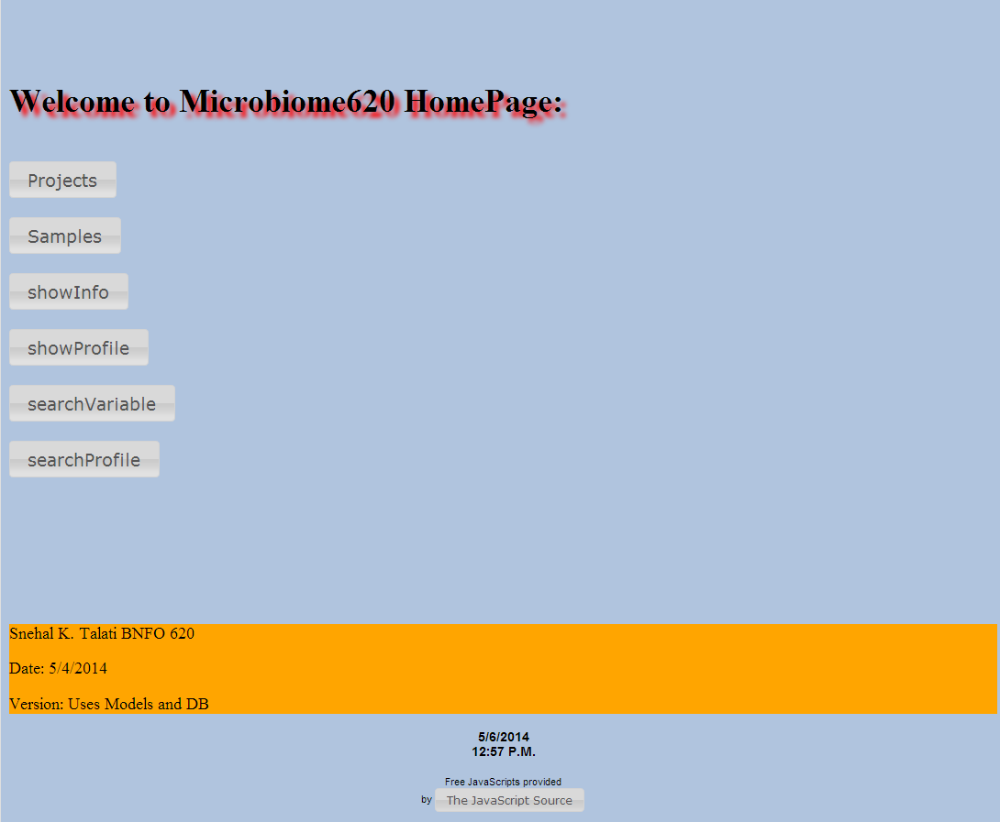 Welcome to Microbiome620 HomePage:
Projects
Samples
showInfo
showProfile
searchVariable
searchProfile
Snehal K. Talati BNFO 620
Date: 5/4/2014
Version: Uses Models and DB
5/6/2014
12:57 P.M.
Free JavaScripts provided
by The JavaScript Source